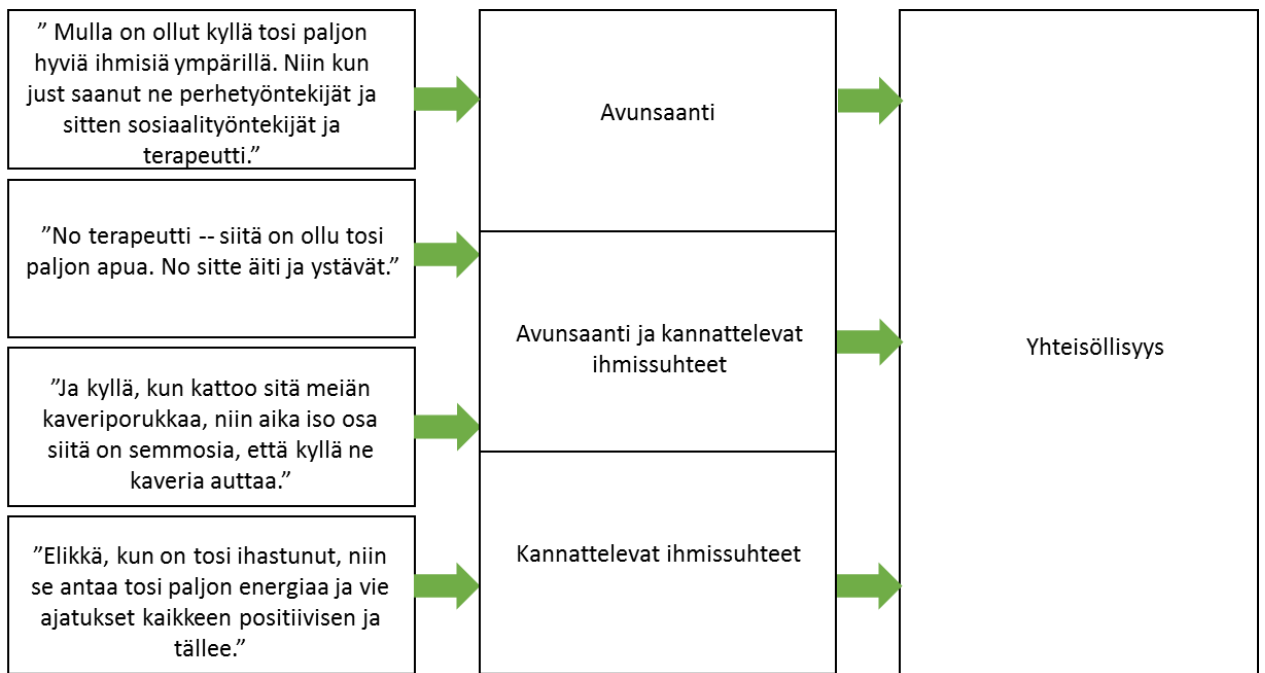 ” Mulla on ollut kyllä tosi paljon
hyviä ihmisiä ympärillä. Niin kun
just saanut ne perhetyöntekijät ja
sitten sosiaalityöntekijät ja
terapeutti.”
”No terapeutti -- siitä on ollu tosi
paljon apua. No sitte äiti ja ystävät.”
”Ja kyllä, kun kattoo sitä meiän
kaveriporukkaa, niin aika iso osa
siitä on semmosia, että kyllä ne
kaveria auttaa.”
”Elikkä, kun on tosi ihastunut, niin
se antaa tosi paljon energiaa ja vie
ajatukset kaikkeen positiivisen ja
tällee.”
Avunsaanti
Avunsaanti ja kannattelevat
ihmissuhteet
Kannattelevat ihmissuhteet
Yhteisöllisyys